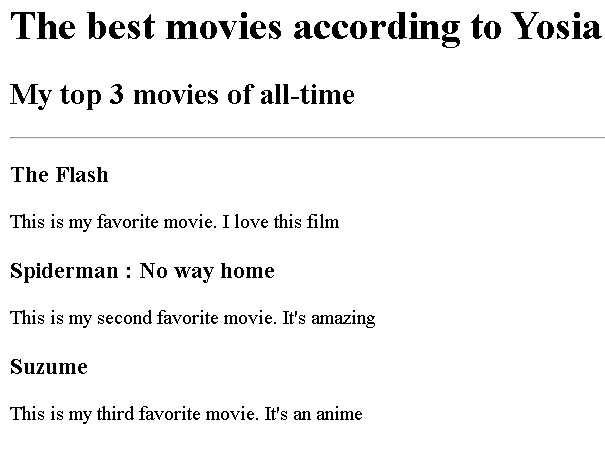 The best movies according to Yosia
My top 3 movies of all-time
The Flash
This is my favorite movie. I love this film
Spiderman : No way home
This is my second favorite movie. It's amazing
Suzume
This is my third favorite movie. It's an anime